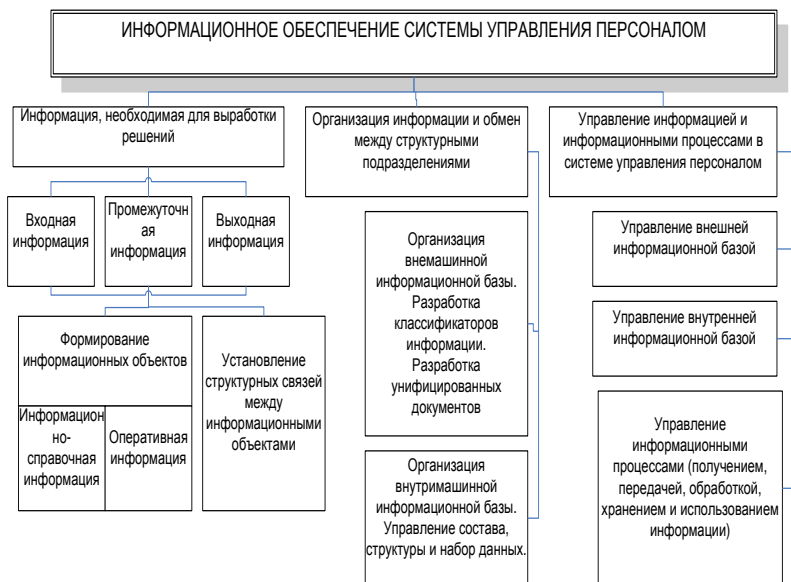 ИНФОРМАЦИОННОЕ ОБЕСПЕЧЕНИЕ СИСТЕМЫ УПРАВЛЕНИЯ ПЕРСОНАЛОМ
Информация, необходимая для выработки
решений
Входная
информация
Промежуточн
ая
информация
Выходная
информация
Формирование
информационных объектов
Информацион
но-
справочная
информация
Оперативная
информация
Установление
структурных связей
между
информационными
объектами
Организация информации и обмен
между структурными
подразделениями
Организация
внемашинной
информационной базы.
Разработка
классификаторов
информации.
Разработка
унифицированных
документов
Организация
внутримашинной
информационной базы.
Управление состава,
структуры и набор данных.
Управление информацией и
информационными процессами в
системе управления персоналом
Управление внешней
информационной базой
Управление внутренней
информационной базой
Управление
информационными
процессами (получением,
передачей, обработкой,
хранением и использованием
информации)